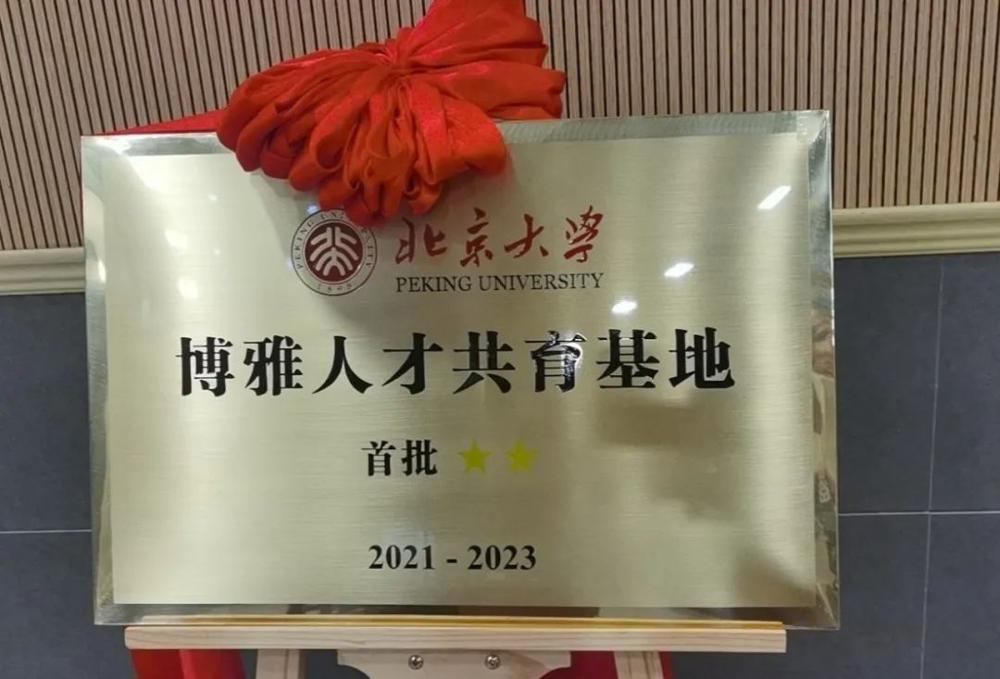 北京大学
PEKING UNIVERSITY
博雅人才共育基地
首批 ★★
2021 - 2023